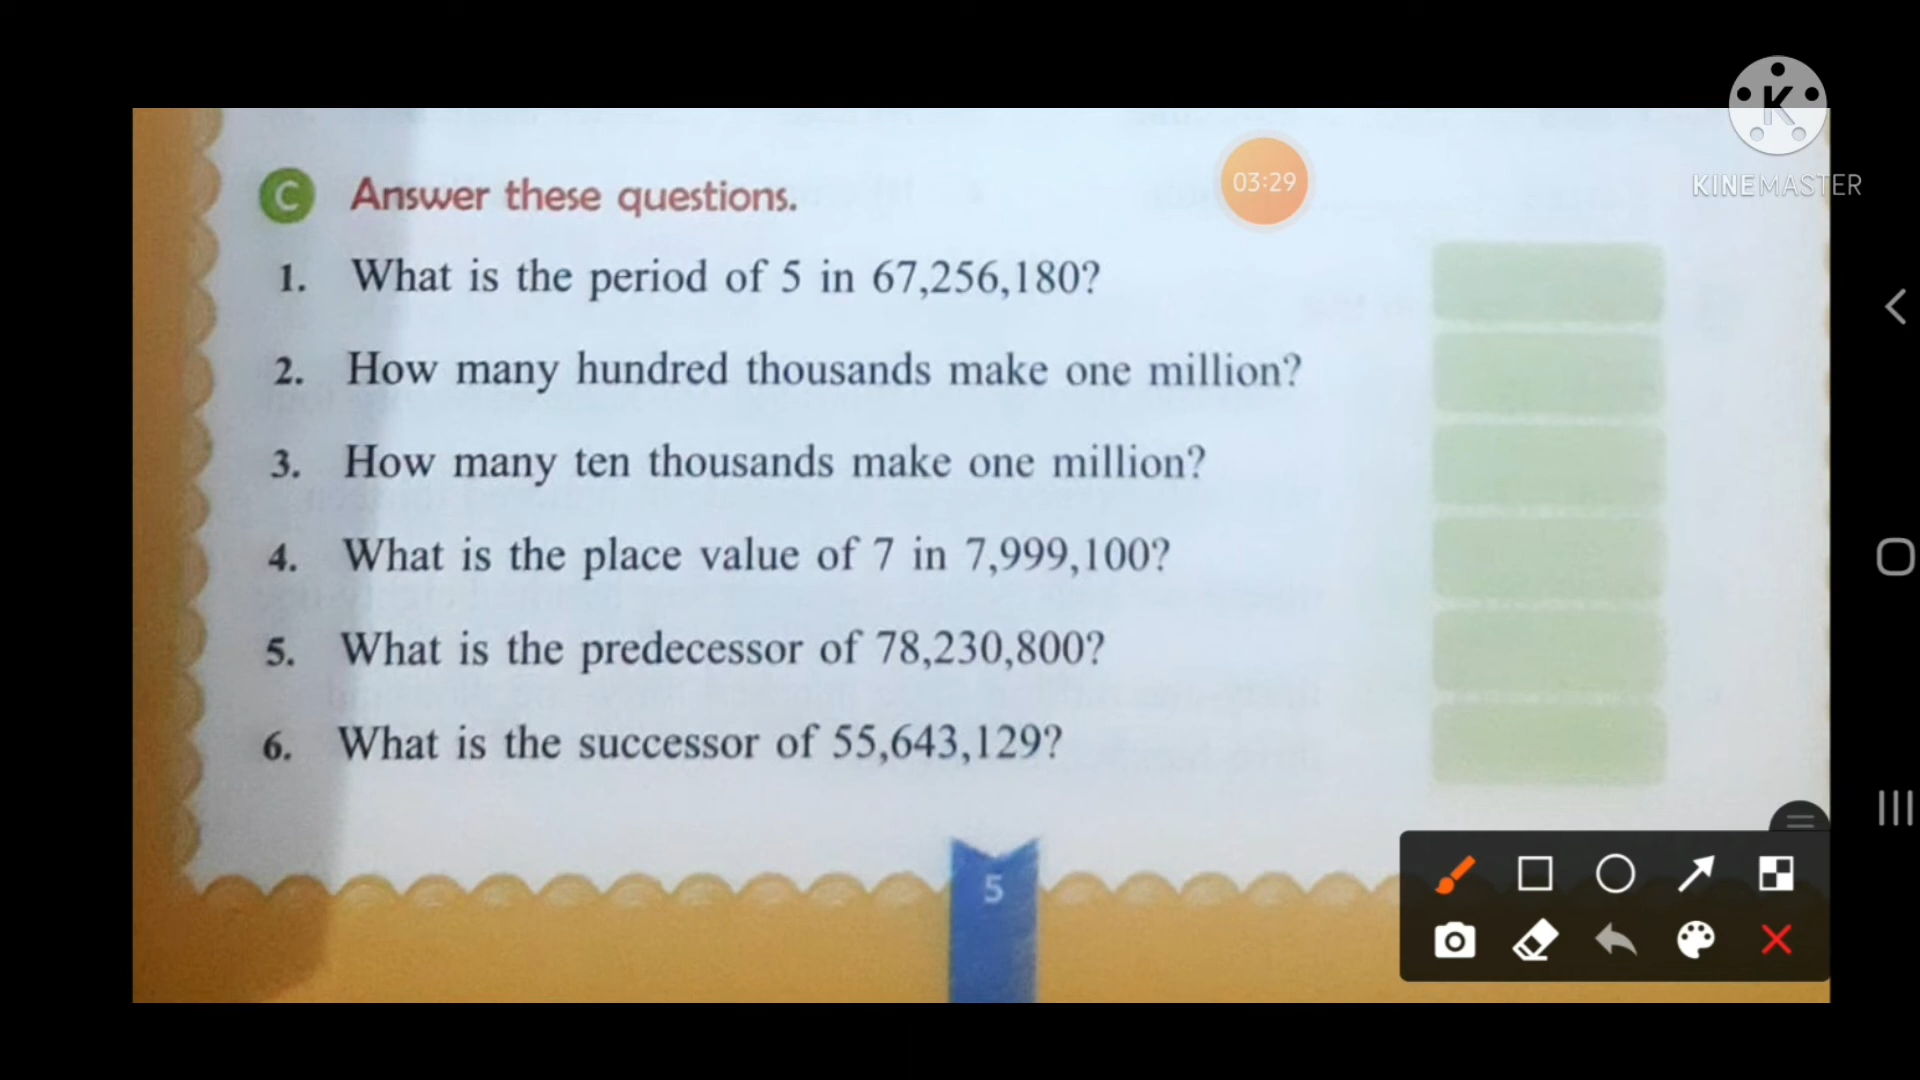 C Answer these questions.
03:29
KINEMASTER
1. What is the period of 5 in 67,256,180?
2. How many hundred thousands make one million?
3. How many ten thousands make one million?
4. What is the place value of 7 in 7,999,100?
5. What is the predecessor of 78,230,800?
6. What is the successor of 55,643,129?
5